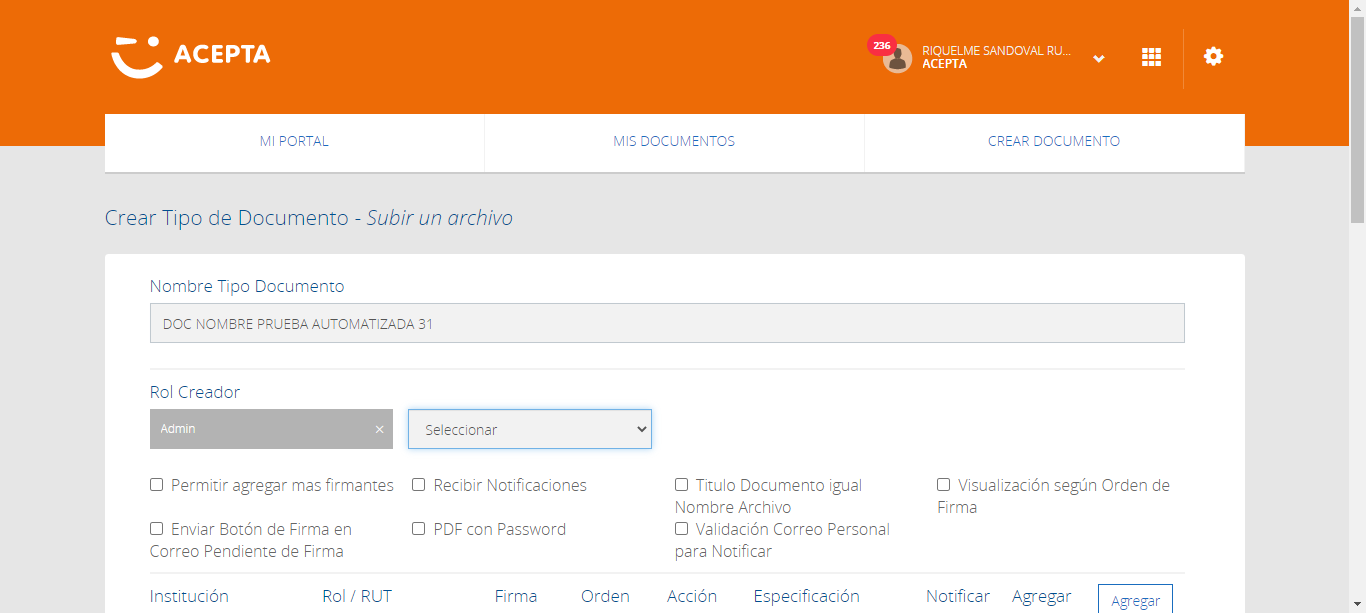 ACEPTA
236
RIQUELME SANDOVAL RU...
ACEPTA
MI PORTAL
MIS DOCUMENTOS
CREAR DOCUMENTO
Crear Tipo de Documento - Subir un archivo
Nombre Tipo Documento
DOC NOMBRE PRUEBA AUTOMATIZADA 31
Rol Creador
Admin ×
Seleccionar
Permitir agregar mas firmantes
Recibir Notificaciones
Titulo Documento igual
Nombre Archivo
Visualización según Orden de
Firma
Enviar Botón de Firma en
Correo Pendiente de Firma
PDF con Password
Validación Correo Personal
para Notificar
Institución Rol / RUT Firma Orden Acción Especificación Notificar Agregar Agregar